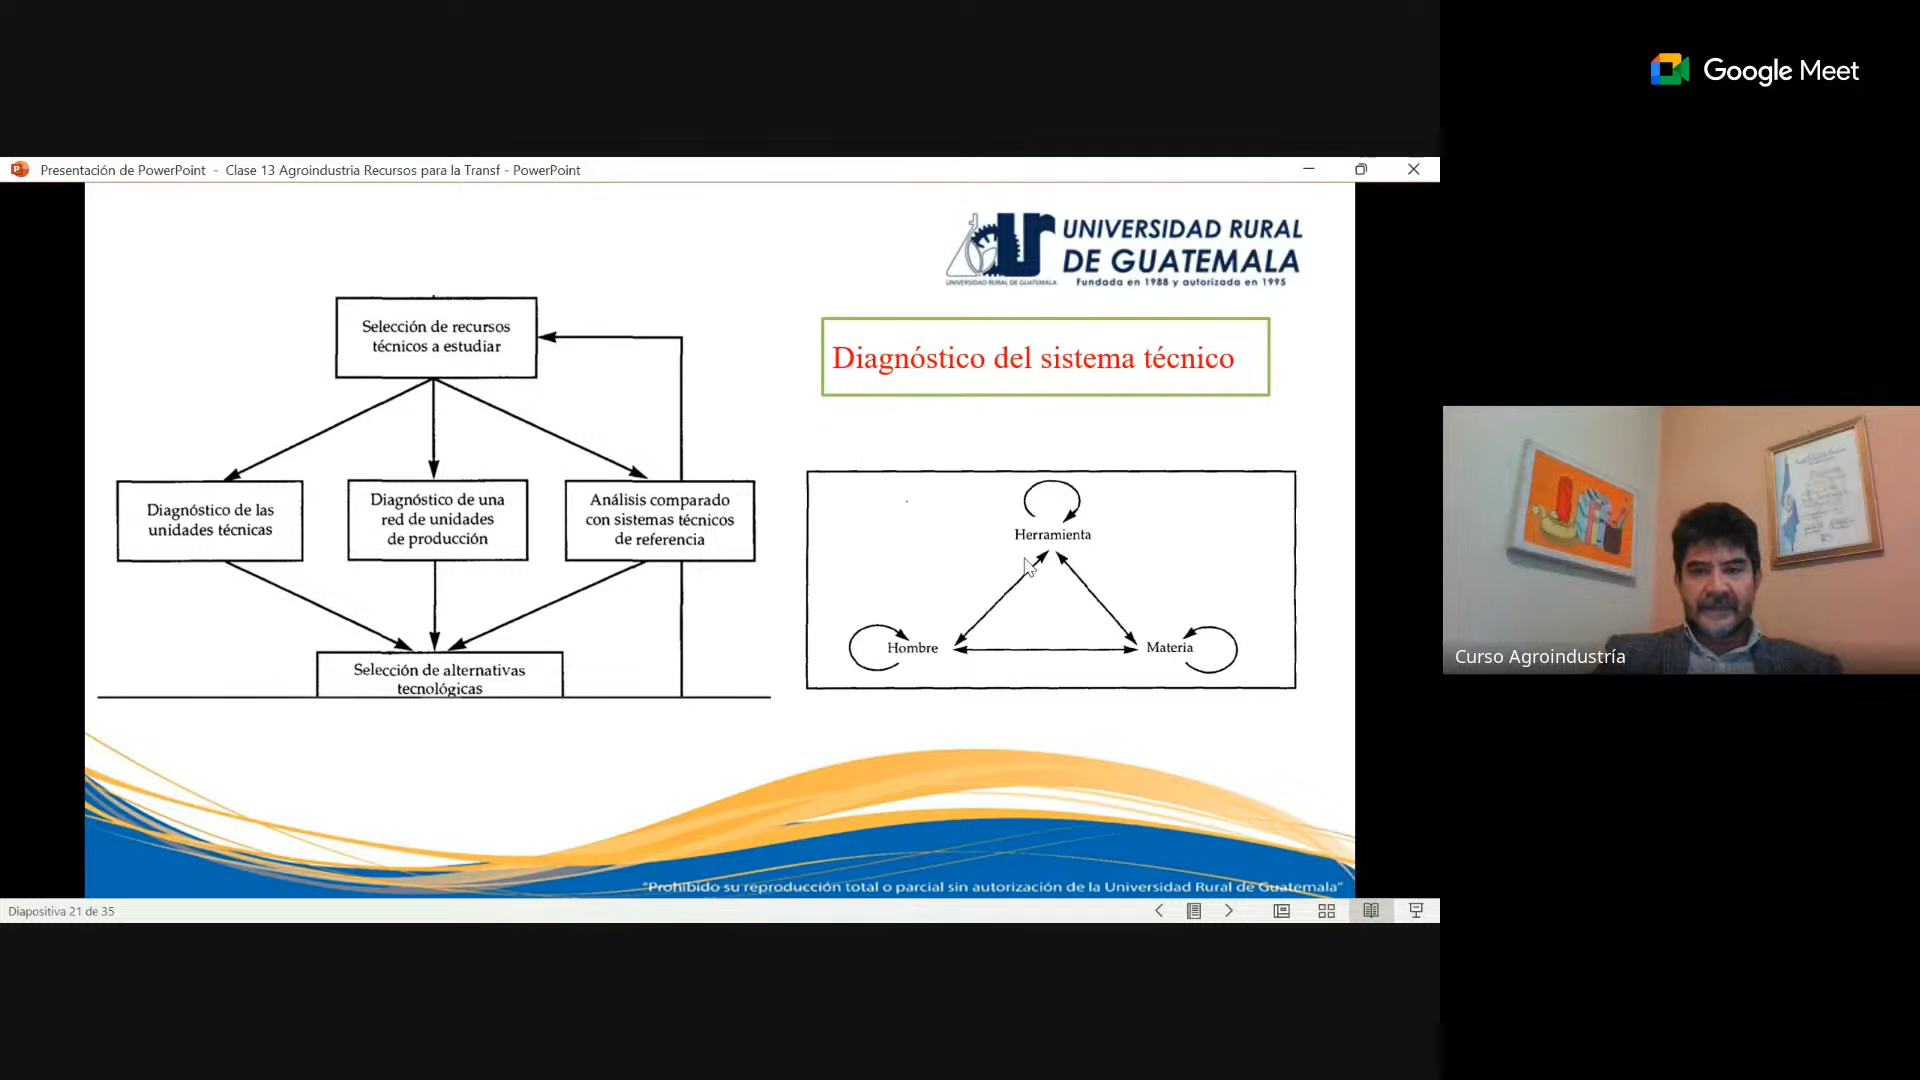 Google Meet
Presentación de PowerPoint - Clase 13 Agroindustria Recursos para la Transf - PowerPoint
UNIVERSIDAD RURAL
DE GUATEMALA
Fundada en 1988 y autorizada en 1995
UNIVERSIDAD RURAL DE GUATEMALA
Selección de recursos
técnicos a estudiar
Diagnóstico del sistema técnico
Diagnóstico de las
unidades técnicas
Diagnóstico de una
red de unidades
de producción
Análisis comparado
con sistemas técnicos
de referencia
Selección de alternativas
tecnológicas
Herramienta
Hombre
Materia
Curso Agroindustría
"Prohibido su reproducción total o parcial sin autorización de la Universidad Rural de Guatemala"
Diapositiva 21 de 35